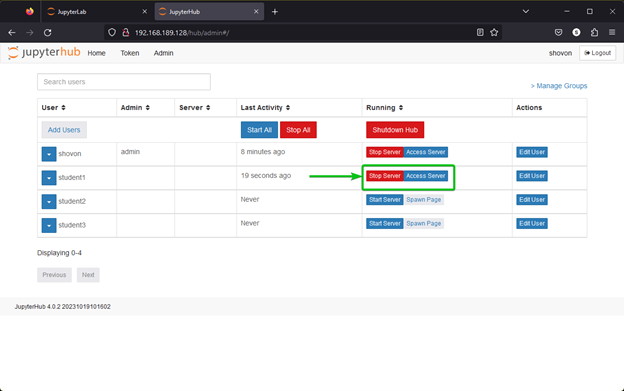 JupyterLab JupyterHub
192.168.189.128/hub/admin#/
jupyterhub Home Token Admin shovon Logout
Search users
> Manage Groups
User Admin Server Last Activity Running Actions
Add Users Start All Stop All Shutdown Hub
shovon admin 8 minutes ago Stop Server Access Server Edit User
student1 19 seconds ago Stop Server Access Server Edit User
student2 Never Start Server Spawn Page Edit User
student3 Never Start Server Spawn Page Edit User
Displaying 0-4
Previous Next
JupyterHub 4.0.2 20231019101602